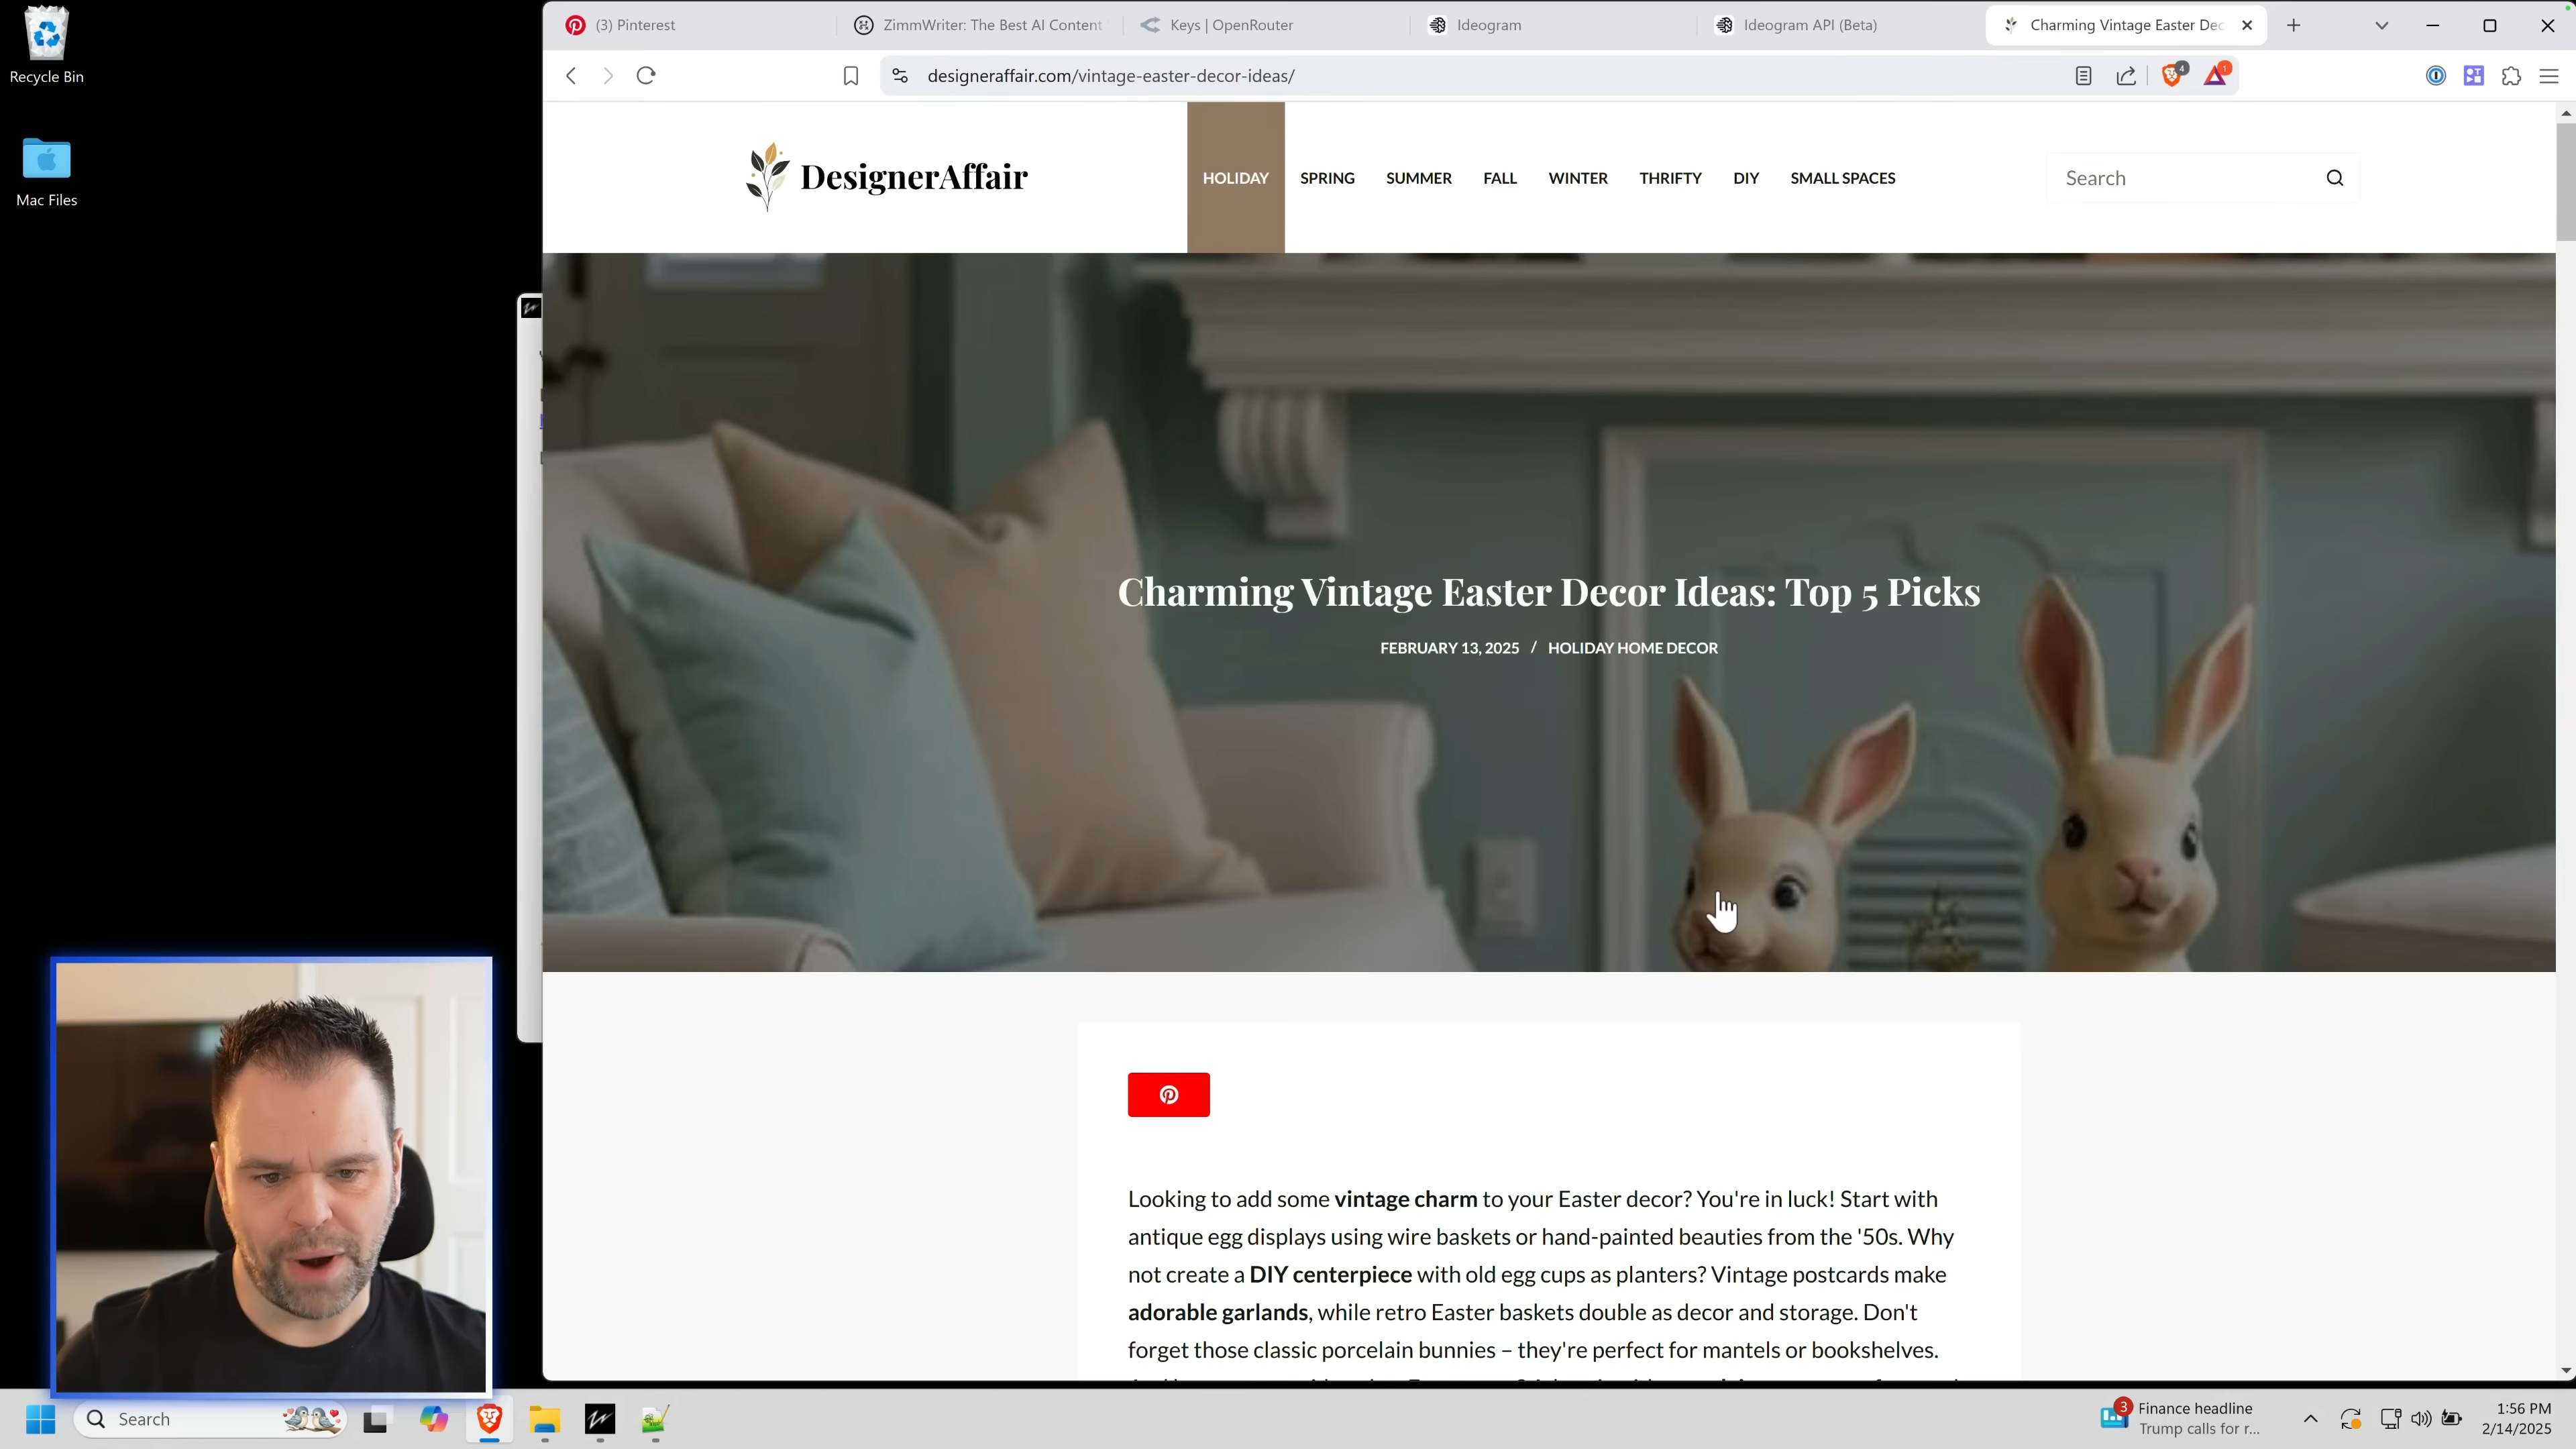 Recycle Bin
Mac Files
(3) Pinterest
ZimmWriter: The Best AI Content
Keys | OpenRouter
Ideogram
Ideogram API (Beta)
Charming Vintage Easter Dec
designeraffair.com/vintage-easter-decor-ideas/
4
1
DesignerAffair
HOLIDAY
SPRING
SUMMER
FALL
WINTER
THRIFTY
DIY
SMALL SPACES
Search
Charming Vintage Easter Decor Ideas: Top 5 Picks
FEBRUARY 13, 2025 / HOLIDAY HOME DECOR
Looking to add some vintage charm to your Easter decor? You're in luck! Start with
antique egg displays using wire baskets or hand-painted beauties from the '50s. Why
not create a DIY centerpiece with old egg cups as planters? Vintage postcards make
adorable garlands, while retro Easter baskets double as decor and storage. Don't
forget those classic porcelain bunnies – they're perfect for mantels or bookshelves.
Search
3
Finance headline
Trump calls for r...
1:56 PM
2/14/2025